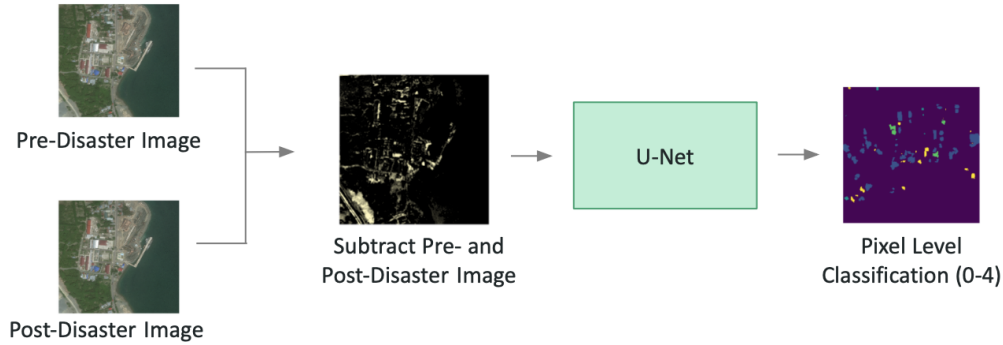 Pre-Disaster Image
Post-Disaster Image
Subtract Pre- and
Post-Disaster Image
U-Net
Pixel Level
Classification (0-4)